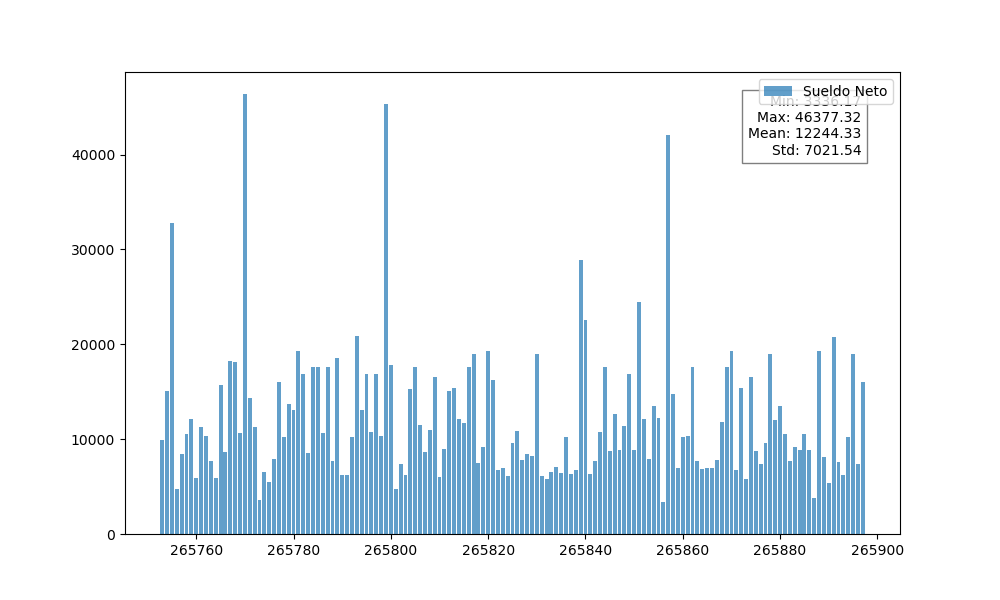 Sueldo Neto
Min: 3336.17
Max: 46377.32
Mean: 12244.33
Std: 7021.54
40000
30000
20000
10000
0
265760 265780 265800 265820 265840 265860 265880 265900